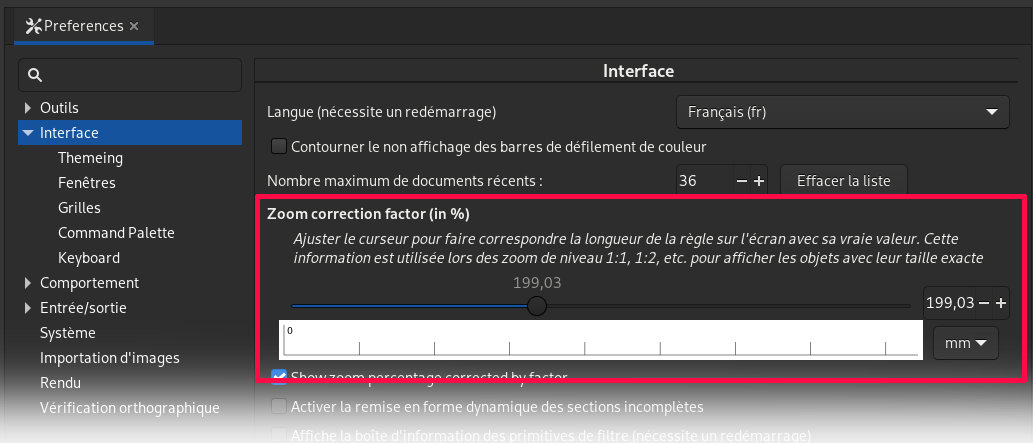 Preferences ×
Interface
Outils
Langue (nécessite un redémarrage) Français (fr)
Interface
Contourner le non affichage des barres de défilement de couleur
Themeing
Nombre maximum de documents récents : 36 − + Effacer la liste
Fenêtres
Grilles
Zoom correction factor (in %)
Command Palette
Ajuster le curseur pour faire correspondre la longueur de la règle sur l'écran avec sa vraie valeur. Cette
information est utilisée lors des zoom de niveau 1:1, 1:2, etc. pour afficher les objets avec leur taille exacte
Keyboard
Comportement
199,03
Entrée/sortie
199,03 − +
Système
0
mm
Importation d'images
Rendu
Show zoom percentage corrected by factor
Vérification orthographique
Activer la remise en forme dynamique des sections incomplètes
Affiche la boîte d'information des primitives de filtre (nécessite un redémarrage)